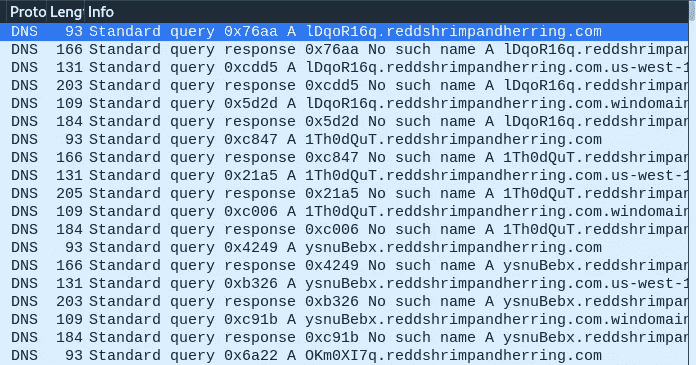 Proto Leng Info
DNS 93 Standard query 0x76aa A lDqoR16q.reddshrimpandherring.com
DNS 166 Standard query response 0x76aa No such name A lDqoR16q.reddshrimpan
DNS 131 Standard query 0xcdd5 A lDqoR16q.reddshrimpandherring.com.us-west-1
DNS 203 Standard query response 0xcdd5 No such name A lDqoR16q.reddshrimpan
DNS 109 Standard query 0x5d2d A lDqoR16q.reddshrimpandherring.com.windomain
DNS 184 Standard query response 0x5d2d No such name A lDqoR16q.reddshrimpan
DNS 93 Standard query 0xc847 A 1Th0dQuT.reddshrimpandherring.com
DNS 166 Standard query response 0xc847 No such name A 1Th0dQuT.reddshrimpan
DNS 131 Standard query 0x21a5 A 1Th0dQuT.reddshrimpandherring.com.us-west-1
DNS 205 Standard query response 0x21a5 No such name A 1Th0dQuT.reddshrimpan
DNS 109 Standard query 0xc006 A 1Th0dQuT.reddshrimpandherring.com.windomain
DNS 184 Standard query response 0xc006 No such name A 1Th0dQuT.reddshrimpan
DNS 93 Standard query 0x4249 A ysnuBebx.reddshrimpandherring.com
DNS 166 Standard query response 0x4249 No such name A ysnuBebx.reddshrimpan
DNS 131 Standard query 0xb326 A ysnuBebx.reddshrimpandherring.com.us-west-1
DNS 203 Standard query response 0xb326 No such name A ysnuBebx.reddshrimpan
DNS 109 Standard query 0xc91b A ysnuBebx.reddshrimpandherring.com.windomain
DNS 184 Standard query response 0xc91b No such name A ysnuBebx.reddshrimpan
DNS 93 Standard query 0x6a22 A OKm0XI7q.reddshrimpandherring.com